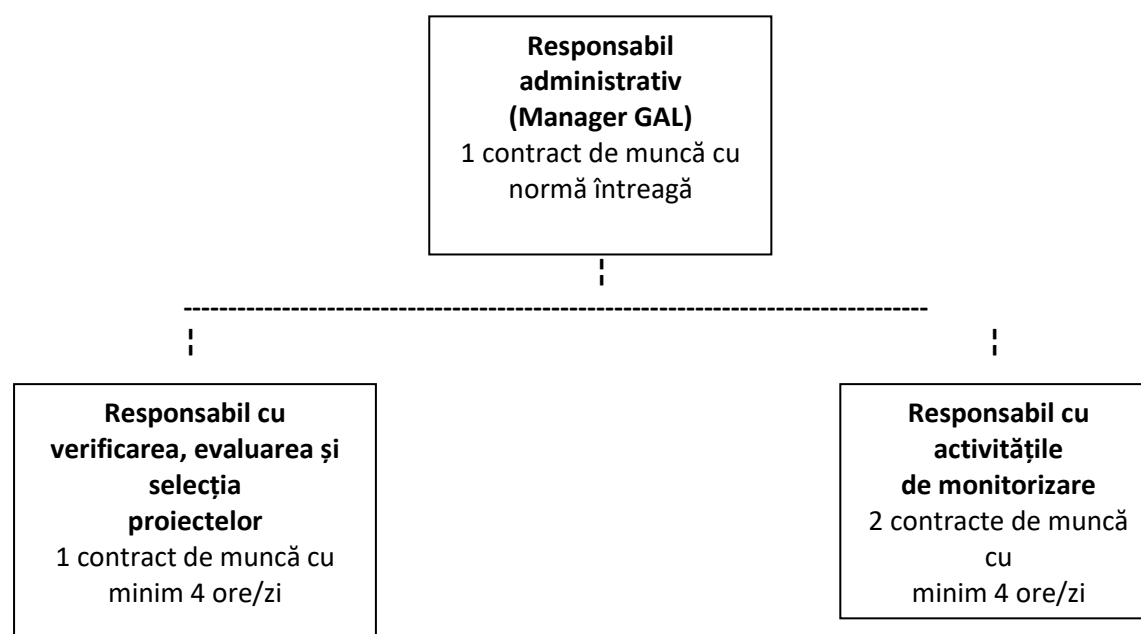 Responsabil
administrativ
(Manager GAL)
1 contract de muncă cu
normă întreagă
Responsabil cu
verificarea, evaluarea și
selecția
proiectelor
1 contract de muncă cu
minim 4 ore/zi
Responsabil cu
activitățile
de monitorizare
2 contracte de muncă
cu
minim 4 ore/zi